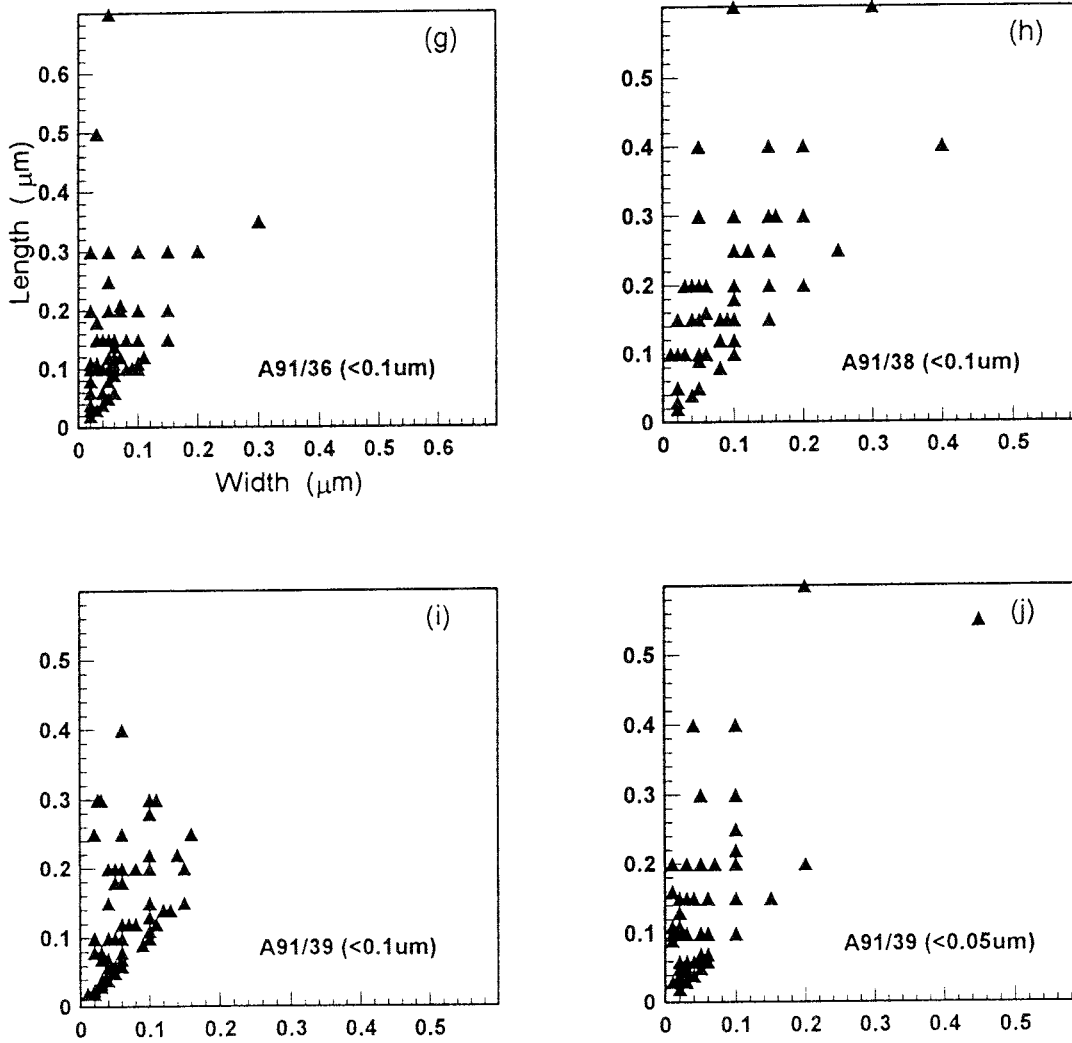 (g)
0.6
0.5
0.4
0.3
0.2
0.1
0
Length (μm)
A91/36 (<0.1um)
0 0.1 0.2 0.3 0.4 0.5 0.6
Width (μm)
(h)
0.5
0.4
0.3
0.2
0.1
0
A91/38 (<0.1um)
0 0.1 0.2 0.3 0.4 0.5
(i)
0.5
0.4
0.3
0.2
0.1
0
A91/39 (<0.1um)
0 0.1 0.2 0.3 0.4 0.5
(j)
0.5
0.4
0.3
0.2
0.1
0
A91/39 (<0.05um)
0 0.1 0.2 0.3 0.4 0.5